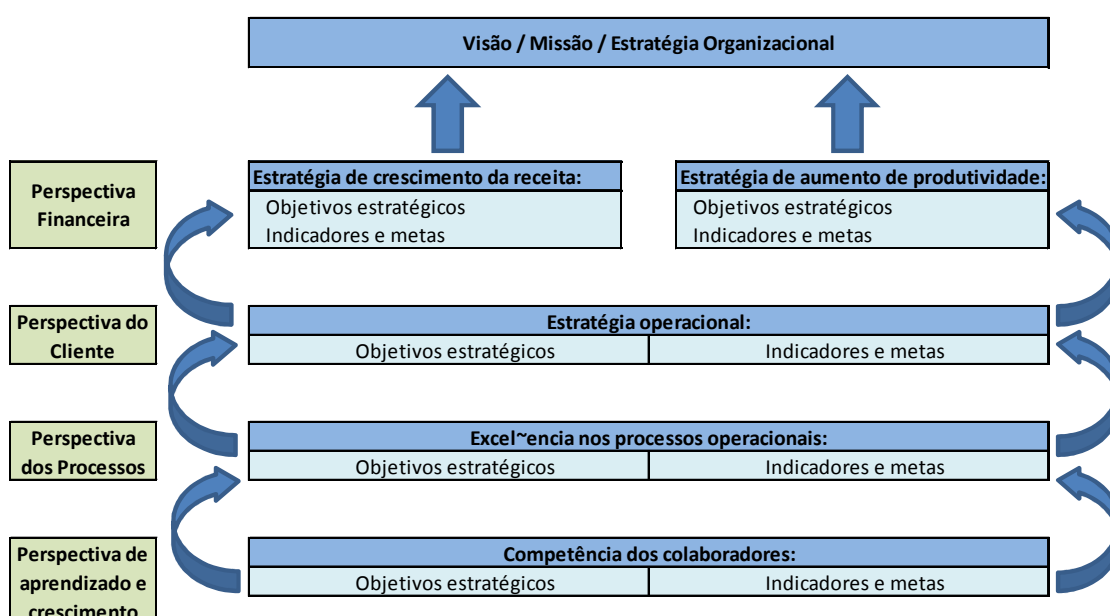 Visão / Missão / Estratégia Organizacional
Perspectiva
Financeira
Estratégia de crescimento da receita:
Objetivos estratégicos
Indicadores e metas
Estratégia de aumento de produtividade:
Objetivos estratégicos
Indicadores e metas
Perspectiva do
Cliente
Estratégia operacional:
Objetivos estratégicos
Indicadores e metas
Perspectiva
dos Processos
Excel~encia nos processos operacionais:
Objetivos estratégicos
Indicadores e metas
Perspectiva de
aprendizado e
crescimento
Competência dos colaboradores:
Objetivos estratégicos
Indicadores e metas